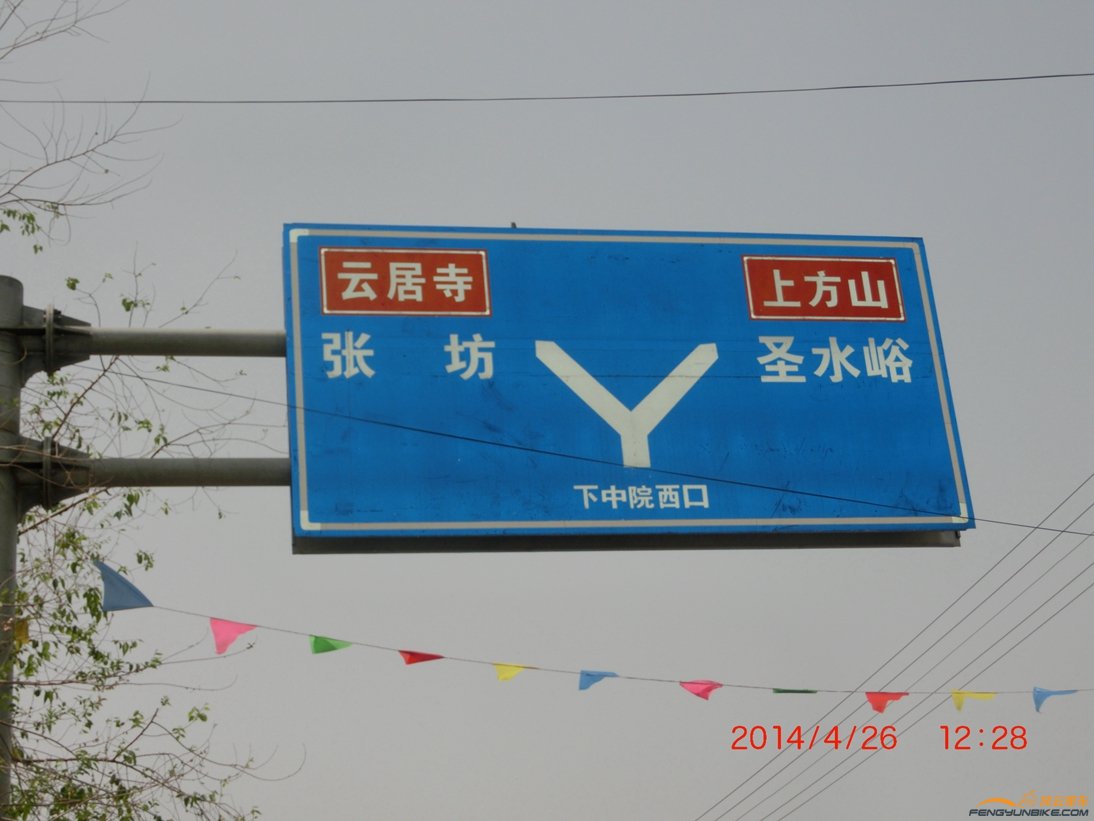 云居寺
上方山
张 坊
圣水峪
下中院西口
2014/4/26 12:28
FENGYUNBIKE.COM